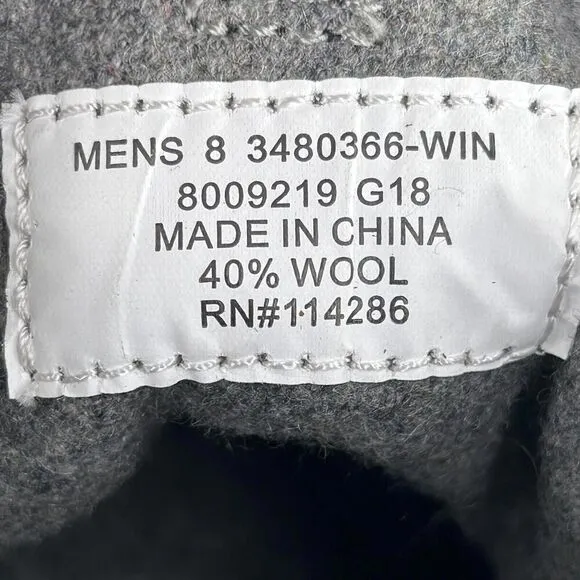 MENS 8 3480366-WIN
8009219 G18
MADE IN CHINA
40% WOOL
RN#114286